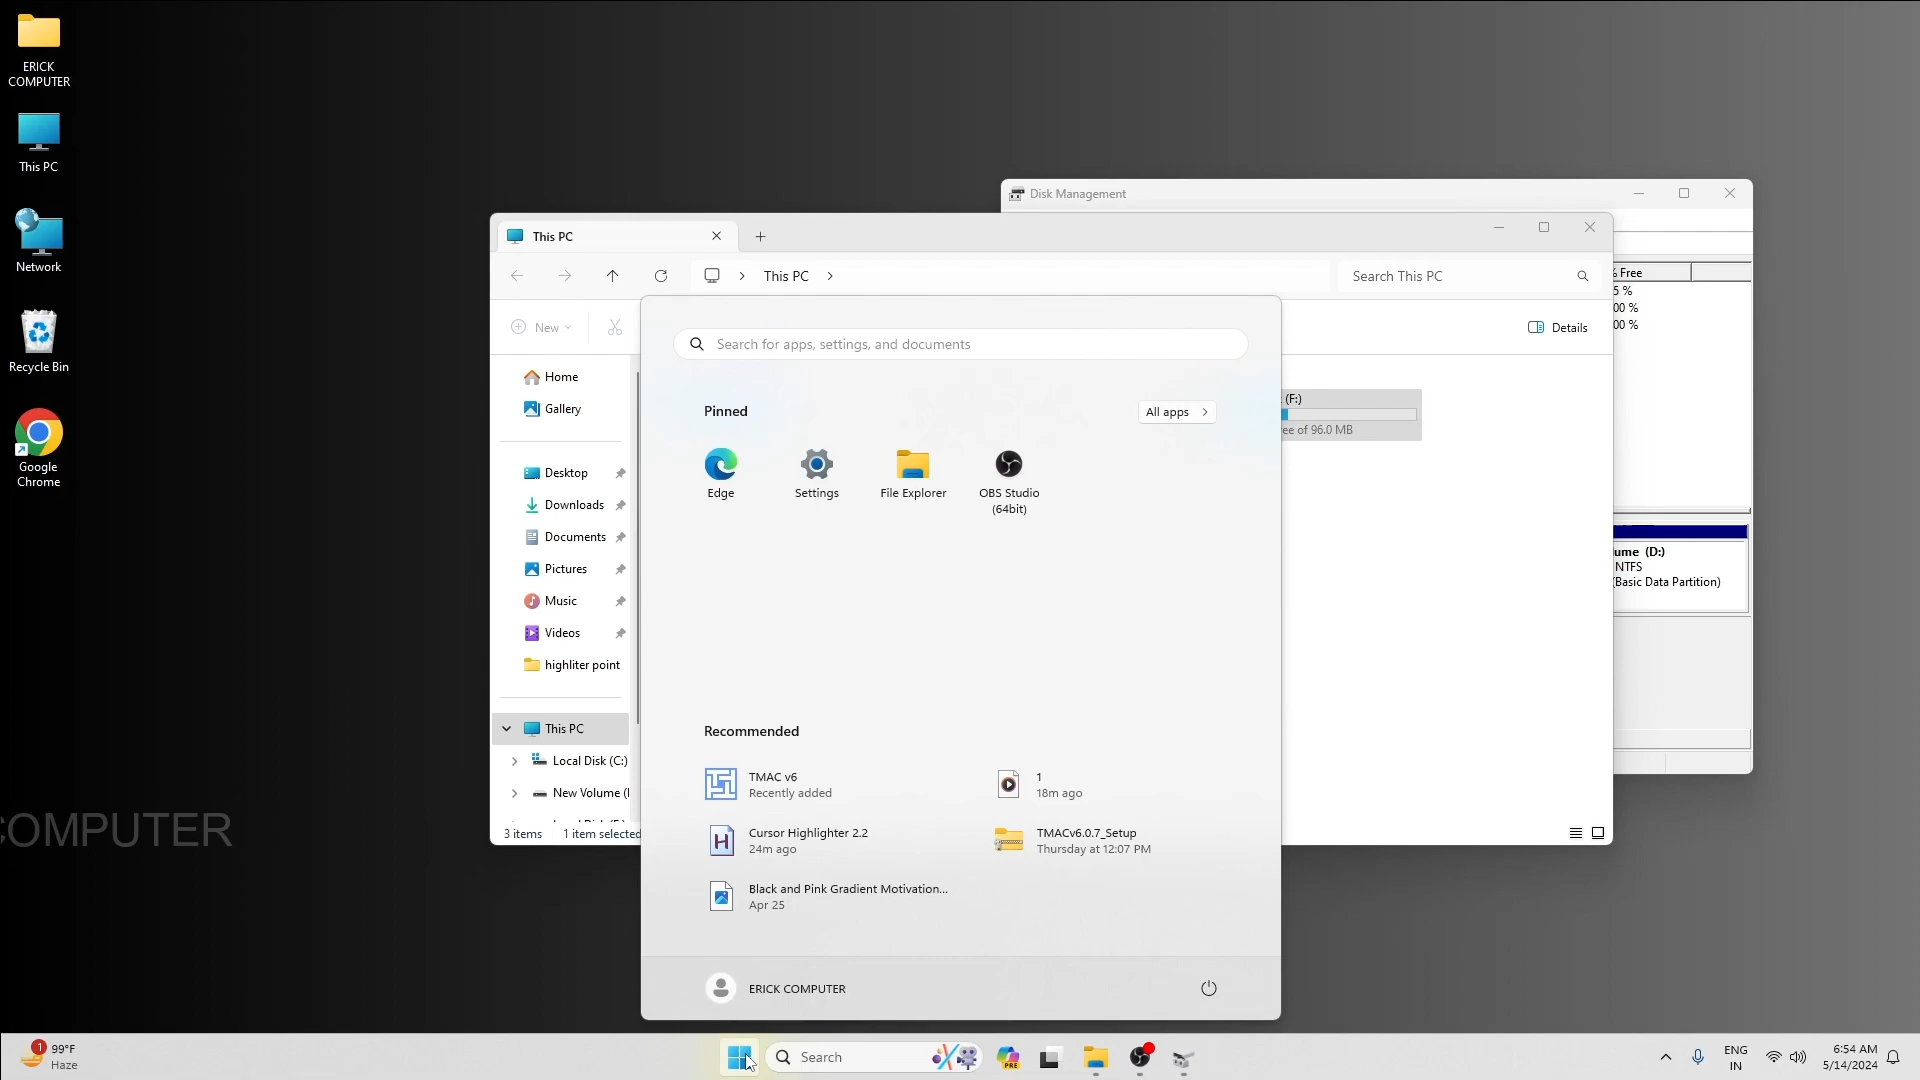 ERICK
COMPUTER
This PC
Network
Recycle Bin
Google
Chrome
COMPUTER
Disk Management
% Free
5 %
00 %
00 %
ume (D:)
NTFS
(Basic Data Partition)
This PC
This PC
Search This PC
New
Details
Home
Gallery
Desktop
Downloads
Documents
Pictures
Music
Videos
highliter point
This PC
Local Disk (C:)
New Volume (
3 items
1 item selected
(F:)
ee of 96.0 MB
Search for apps, settings, and documents
Pinned
All apps
Edge
Settings
File Explorer
OBS Studio
(64bit)
Recommended
TMAC v6
Recently added
1
18m ago
Cursor Highlighter 2.2
24m ago
TMACv6.0.7_Setup
Thursday at 12:07 PM
Black and Pink Gradient Motivation...
Apr 25
ERICK COMPUTER
1
99°F
Haze
Search
PRE
ENG
IN
6:54 AM
5/14/2024